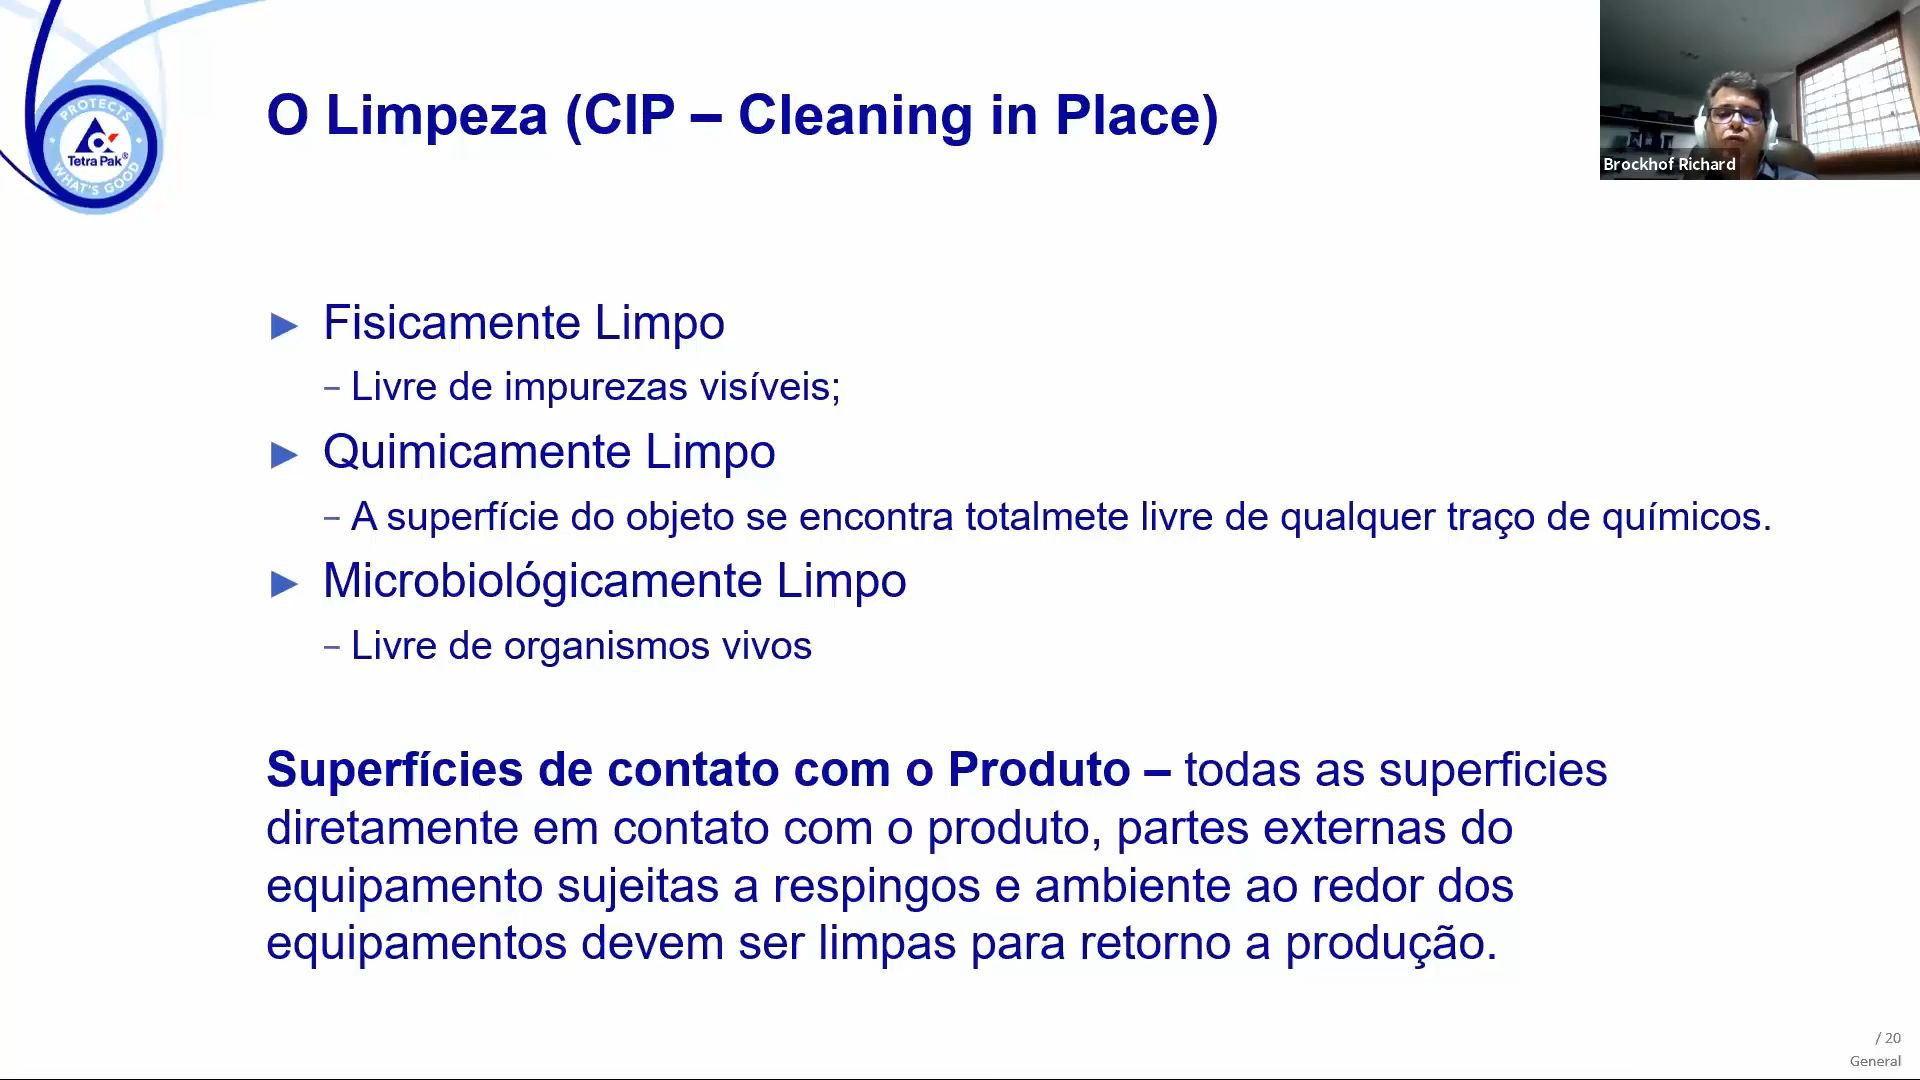 PROTECTS
Tetra Pak®
WHAT'S GOOD
O Limpeza (CIP – Cleaning in Place)
Brockhof Richard
► Fisicamente Limpo
– Livre de impurezas visíveis;
► Quimicamente Limpo
– A superfície do objeto se encontra totalmete livre de qualquer traço de químicos.
► Microbiológicamente Limpo
– Livre de organismos vivos
Superfícies de contato com o Produto – todas as superficies
diretamente em contato com o produto, partes externas do
equipamento sujeitas a respingos e ambiente ao redor dos
equipamentos devem ser limpas para retorno a produção.
/ 20
General